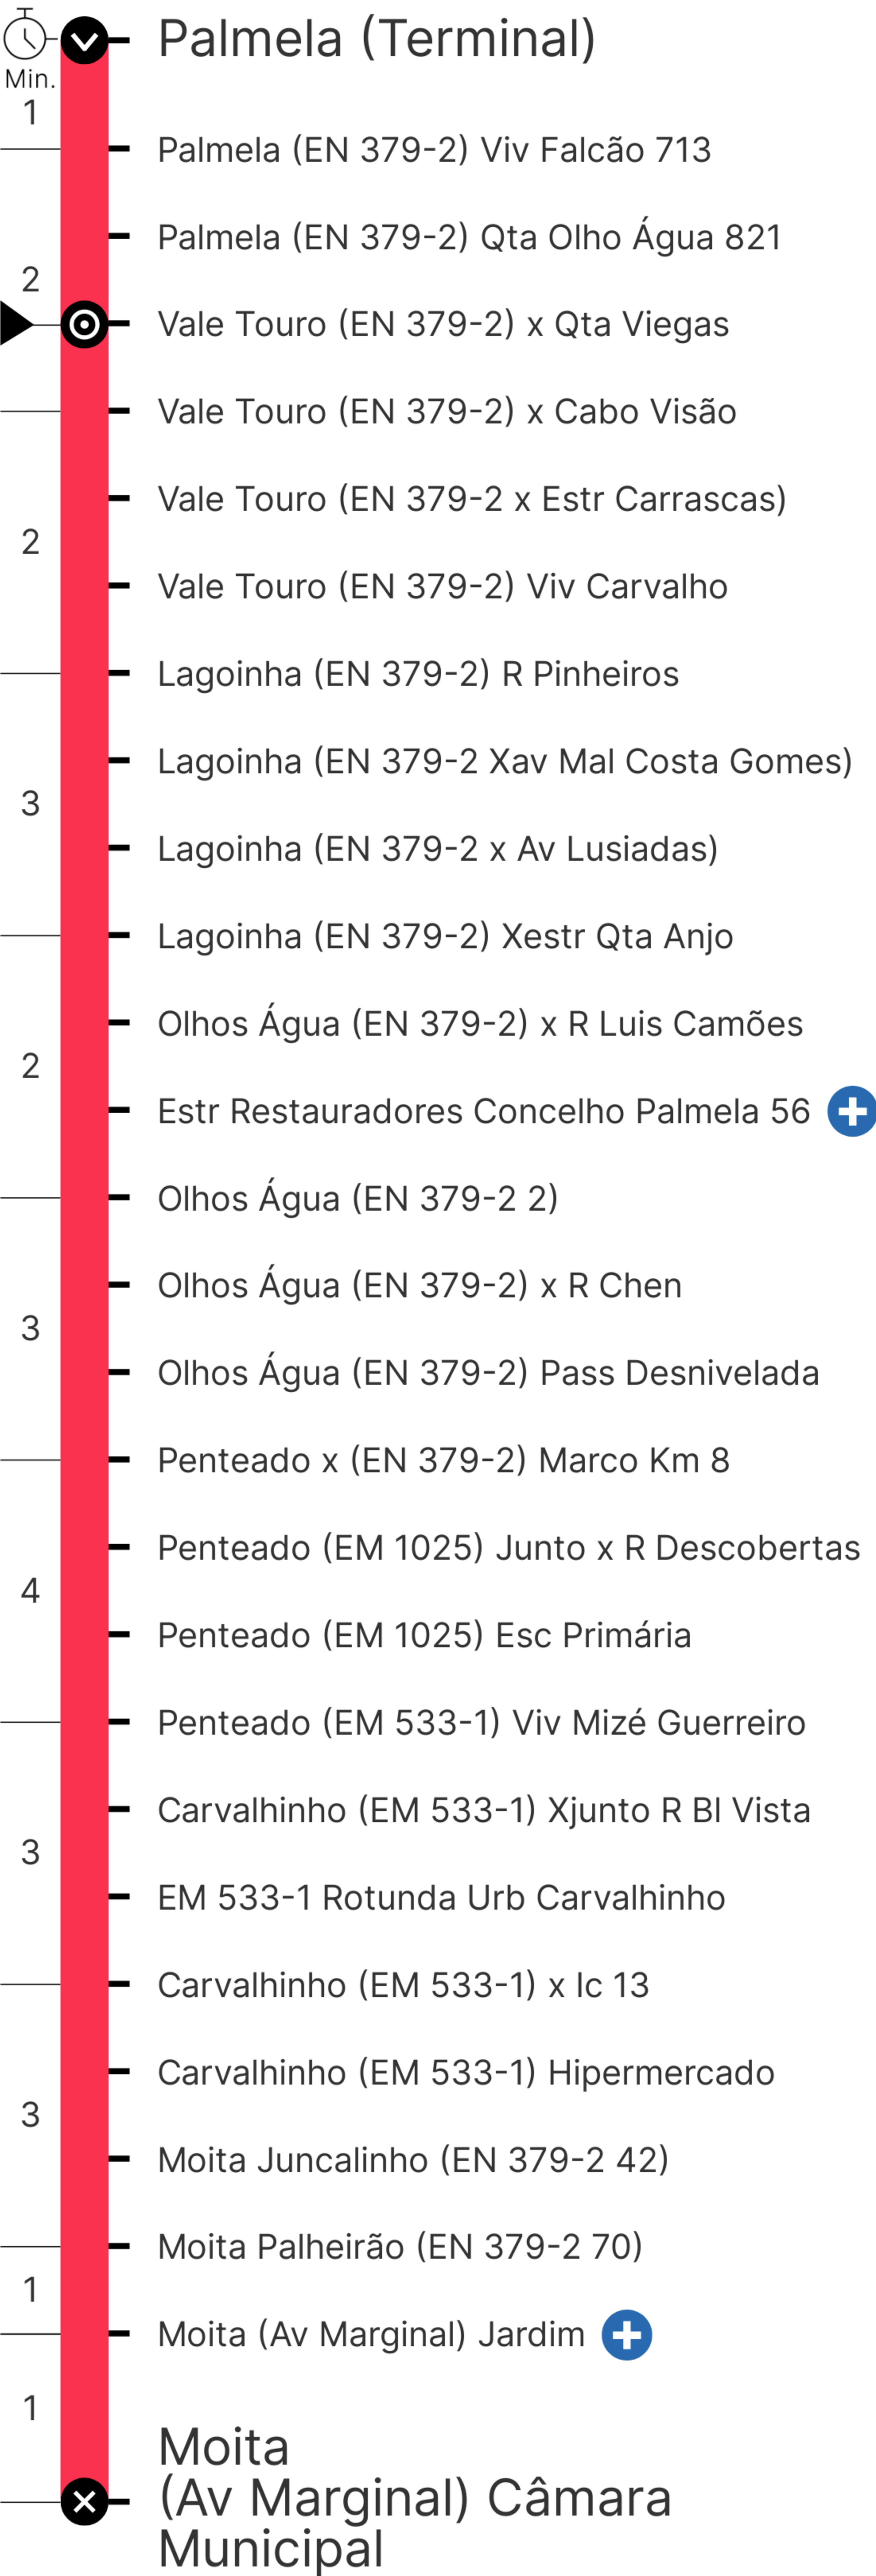 Palmela (Terminal)
Min.
1
Palmela (EN 379-2) Viv Falcão 713
Palmela (EN 379-2) Qta Olho Água 821
2
Vale Touro (EN 379-2) x Qta Viegas
Vale Touro (EN 379-2) x Cabo Visão
Vale Touro (EN 379-2 x Estr Carrascas)
2
Vale Touro (EN 379-2) Viv Carvalho
Lagoinha (EN 379-2) R Pinheiros
Lagoinha (EN 379-2 Xav Mal Costa Gomes)
3
Lagoinha (EN 379-2 x Av Lusiadas)
Lagoinha (EN 379-2) Xestr Qta Anjo
Olhos Água (EN 379-2) x R Luis Camões
2
Estr Restauradores Concelho Palmela 56
Olhos Água (EN 379-2 2)
Olhos Água (EN 379-2) x R Chen
3
Olhos Água (EN 379-2) Pass Desnivelada
Penteado x (EN 379-2) Marco Km 8
Penteado (EM 1025) Junto x R Descobertas
4
Penteado (EM 1025) Esc Primária
Penteado (EM 533-1) Viv Mizé Guerreiro
Carvalhinho (EM 533-1) Xjunto R Bl Vista
3
EM 533-1 Rotunda Urb Carvalhinho
Carvalhinho (EM 533-1) x Ic 13
Carvalhinho (EM 533-1) Hipermercado
3
Moita Juncalinho (EN 379-2 42)
Moita Palheirão (EN 379-2 70)
1
Moita (Av Marginal) Jardim
1
Moita
(Av Marginal) Câmara
Municipal